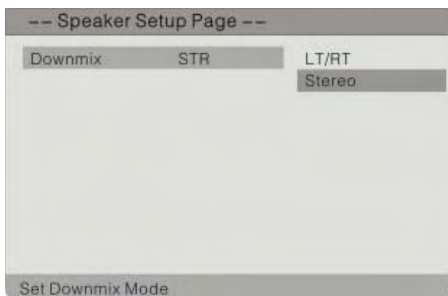 -- Speaker Setup Page --
Downmix STR LT/RT
Stereo
Set Downmix Mode